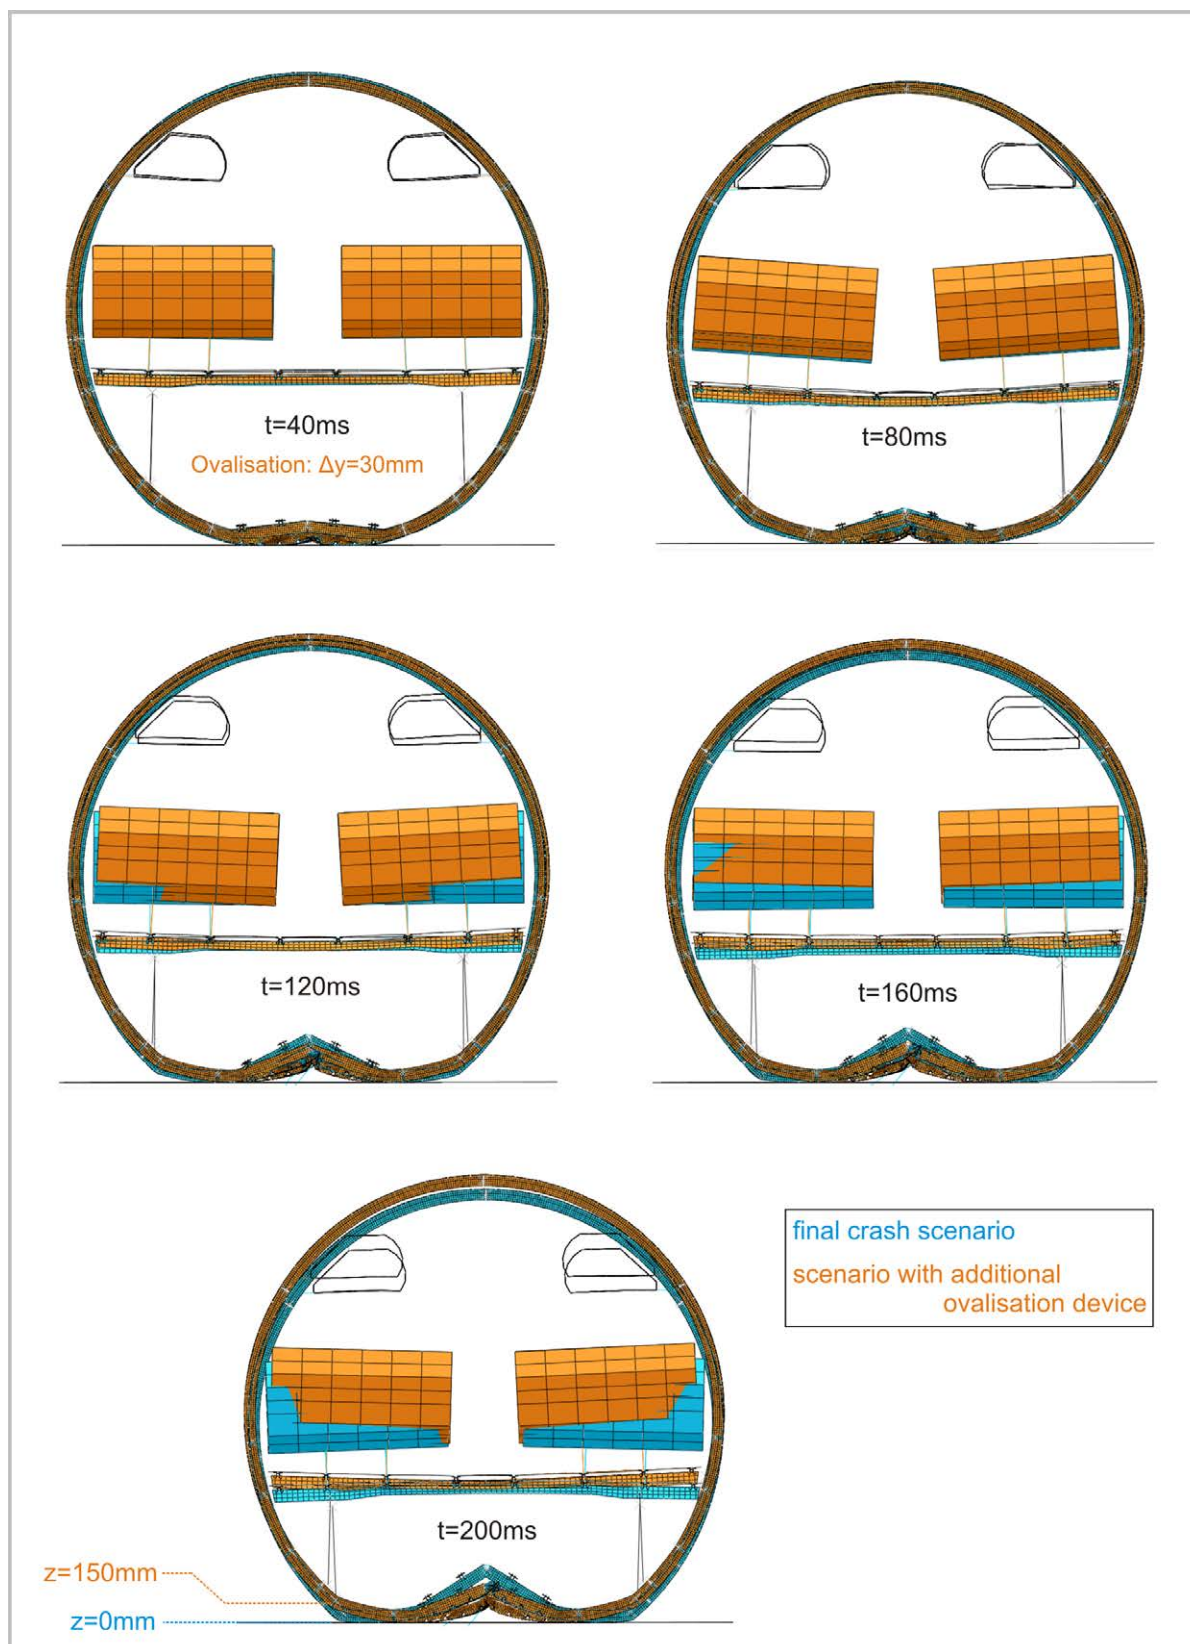 t=40ms
Ovalisation: Δy=30mm
t=80ms
t=120ms
t=160ms
final crash scenario
scenario with additional
ovalisation device
t=200ms
z=150mm
z=0mm